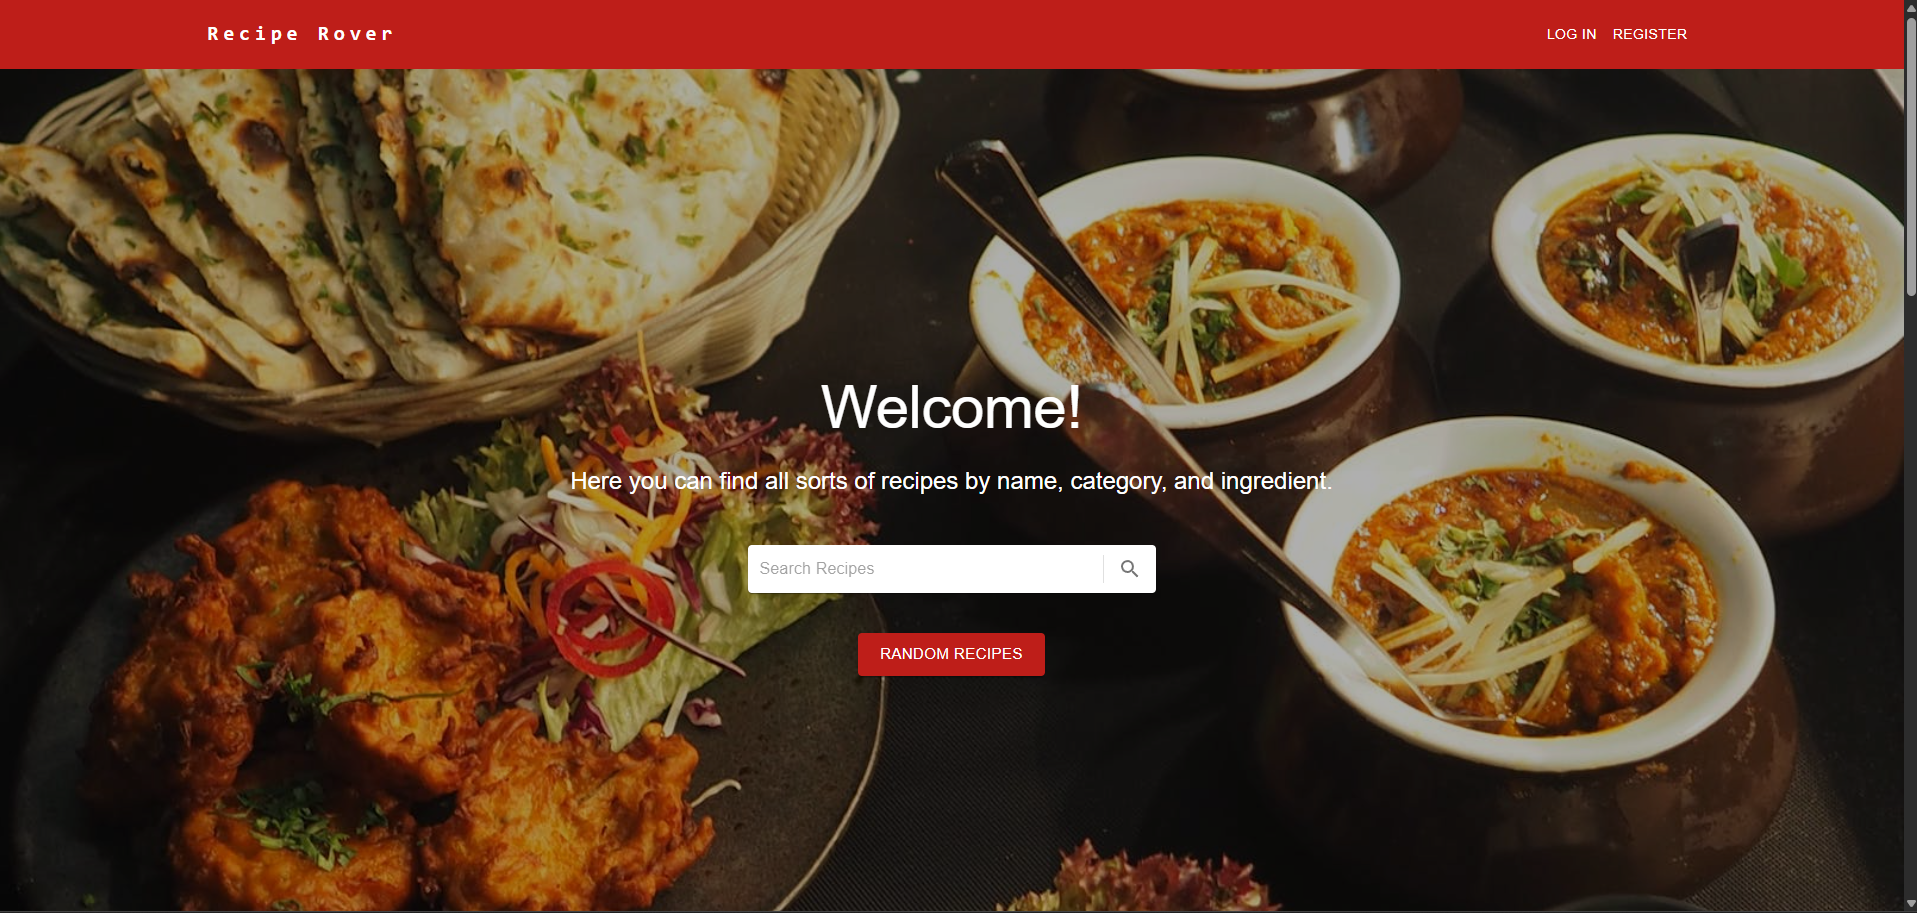 Recipe Rover
LOG IN REGISTER
Welcome!
Here you can find all sorts of recipes by name, category, and ingredient.
Search Recipes
RANDOM RECIPES